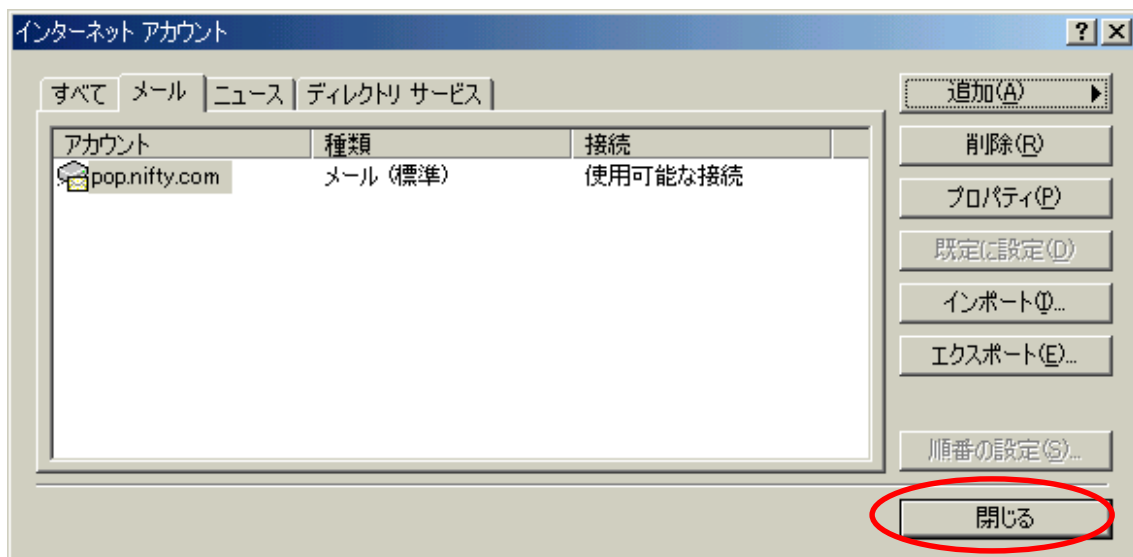 インターネット アカウント
すべて メール ニュース ディレクトリ サービス
アカウント 種類 接続
pop.nifty.com メール (標準) 使用可能な接続
追加(A)
削除(R)
プロパティ(P)
既定に設定(D)
インポート(I)...
エクスポート(E)...
順番の設定(S)...
閉じる